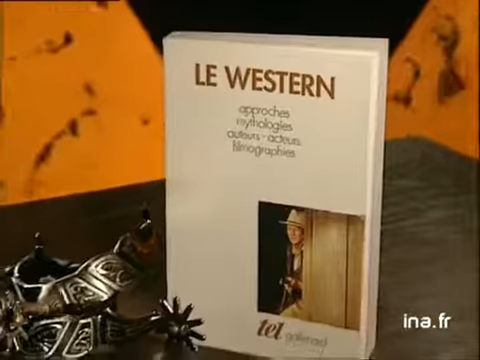 LE WESTERN
approches
mythologies
auteurs - acteurs
filmographies
tel gallimard
ina.fr